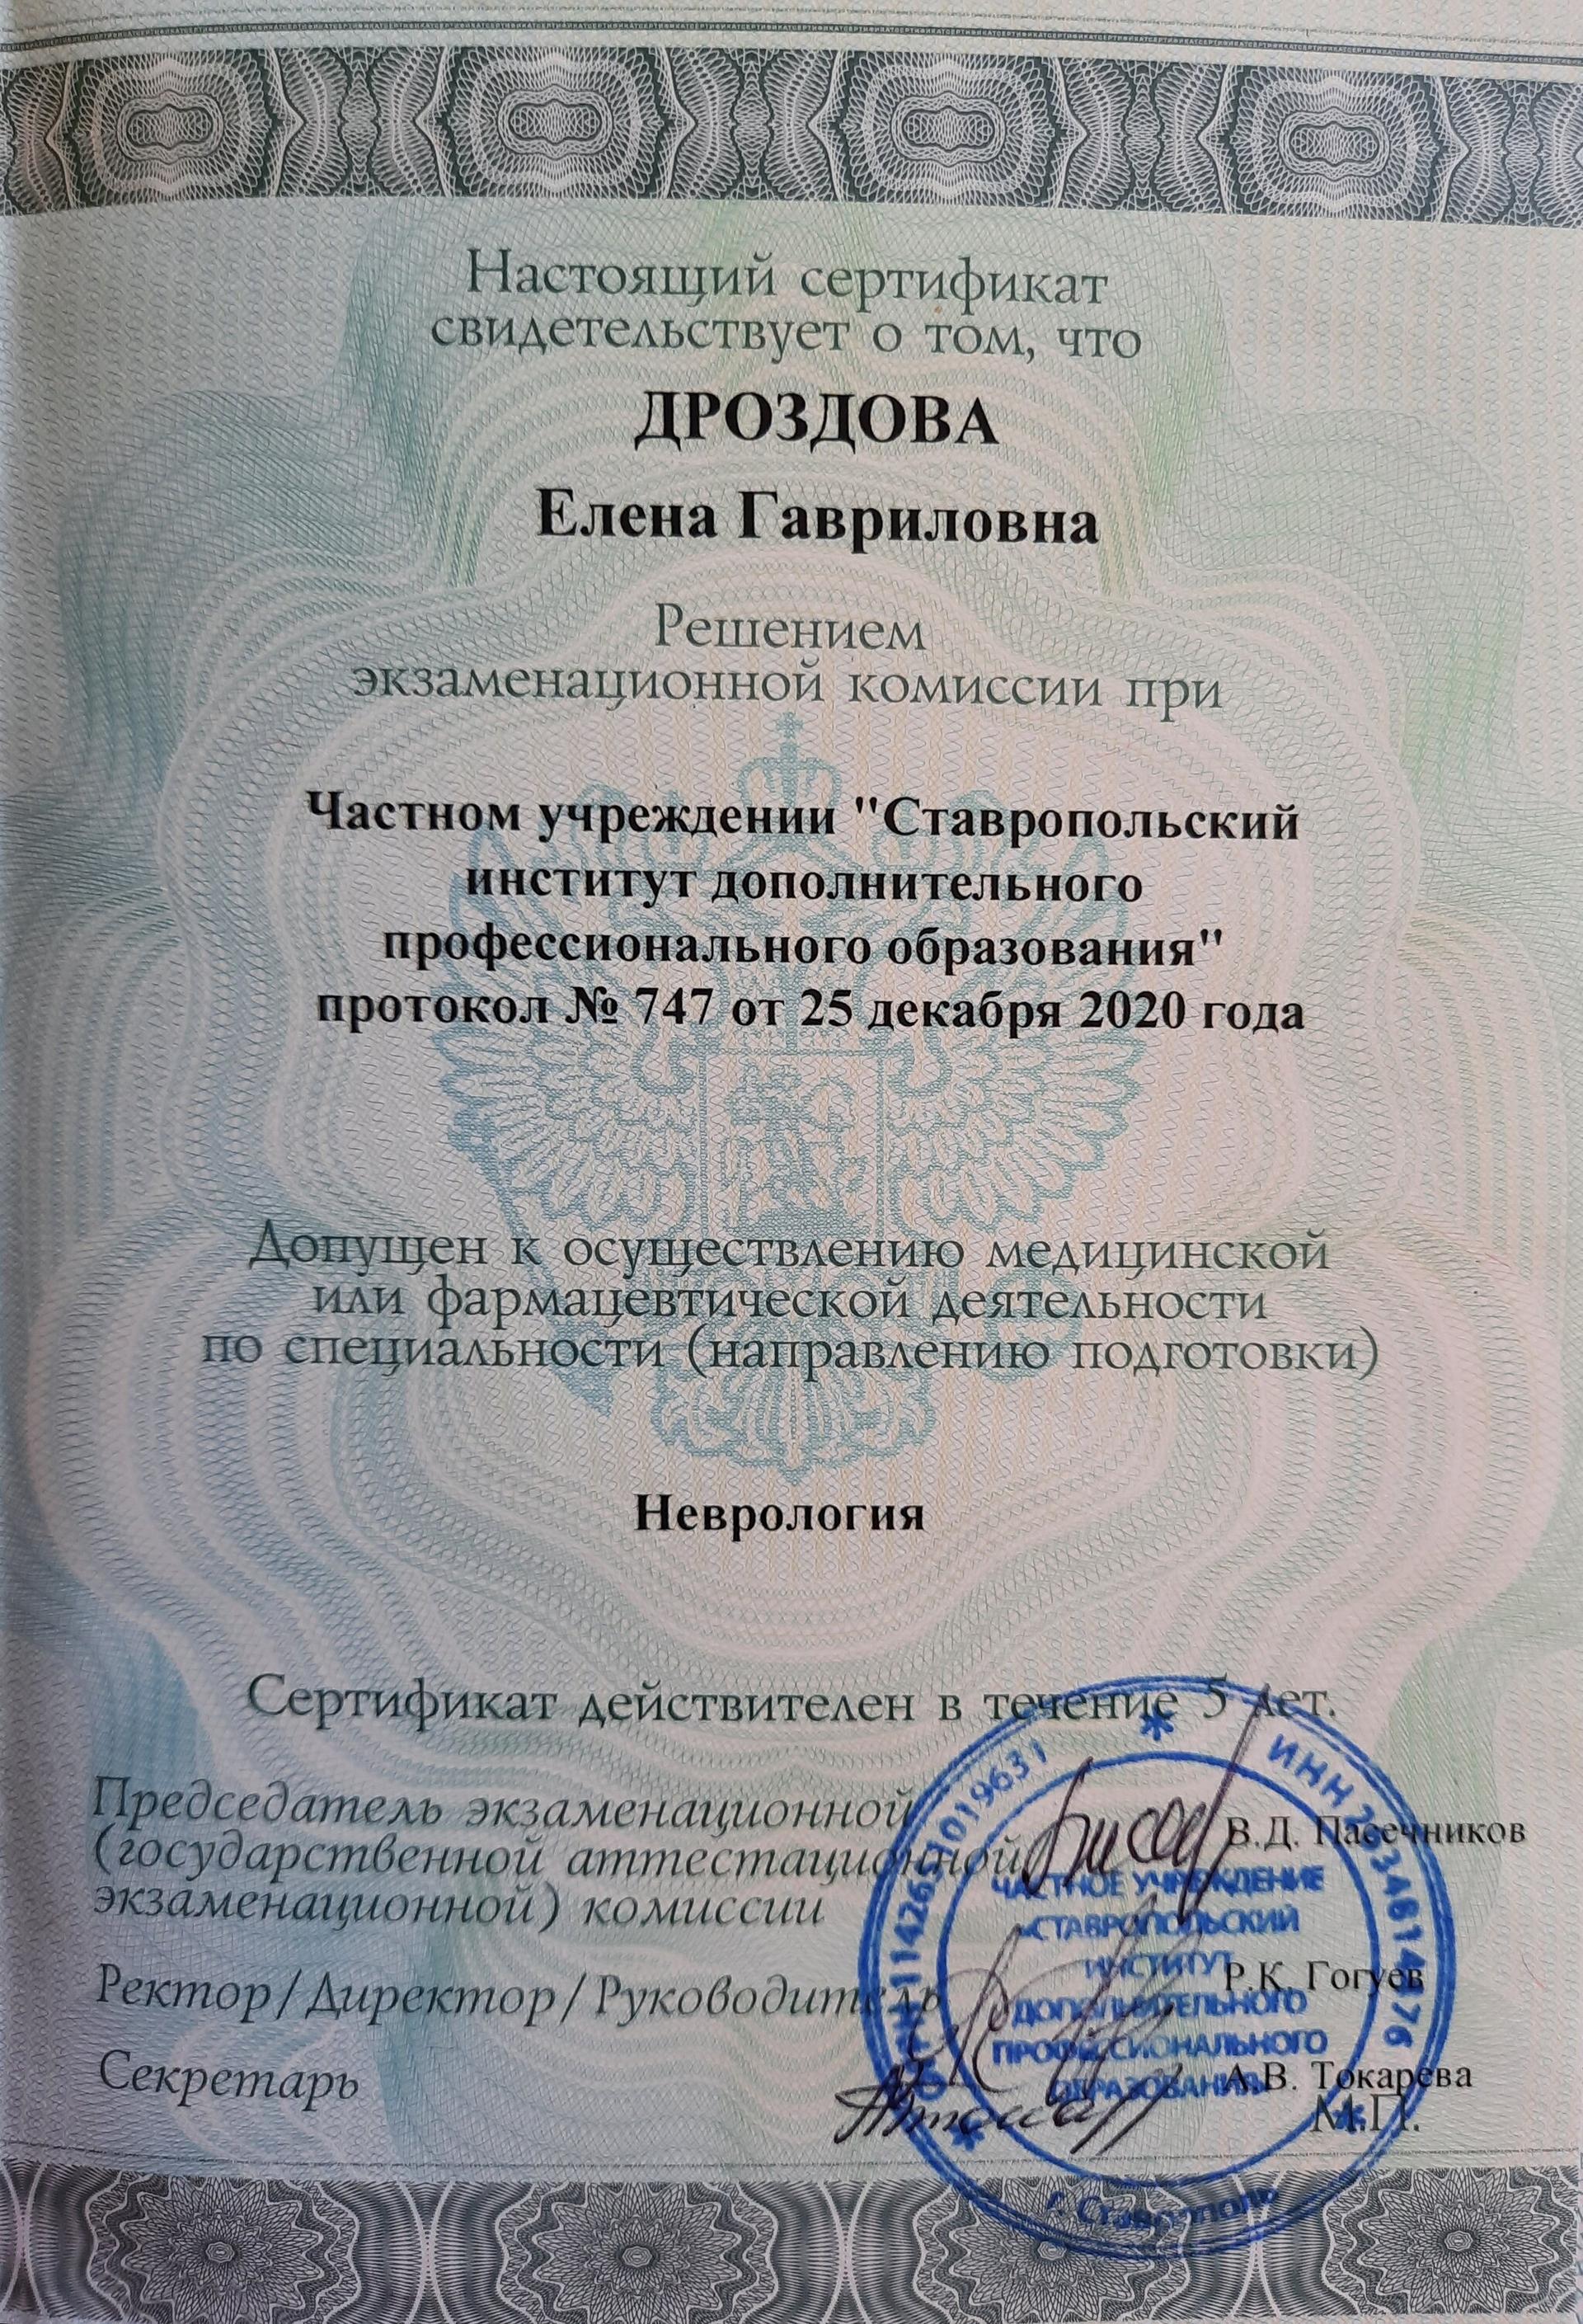 Настоящий сертификат
свидетельствует о том, что
ДРОЗДОВА
Елена Гавриловна
Решением
экзаменационной комиссии при
Частном учреждении "Ставропольский
институт дополнительного
профессионального образования"
протокол № 747 от 25 декабря 2020 года
Допущен к осуществлению медицинской
или фармацевтической деятельности
по специальности (направлению подготовки)
Неврология
Сертификат действителен в течение 5 лет.
Председатель экзаменационной
(государственной аттестационной
экзаменационной) комиссии
В.Д. Пасечников
Ректор/Директор/Руководитель
Р.К. Гогуев
Секретарь
А.В. Токарева
М.П.
ЧАСТНОЕ УЧРЕЖДЕНИЕ
«СТАВРОПОЛЬСКИЙ
ИНСТИТУТ
ДОПОЛНИТЕЛЬНОГО
ПРОФЕССИОНАЛЬНОГО
ОБРАЗОВАНИЯ»
ИНН
г. Ставрополь